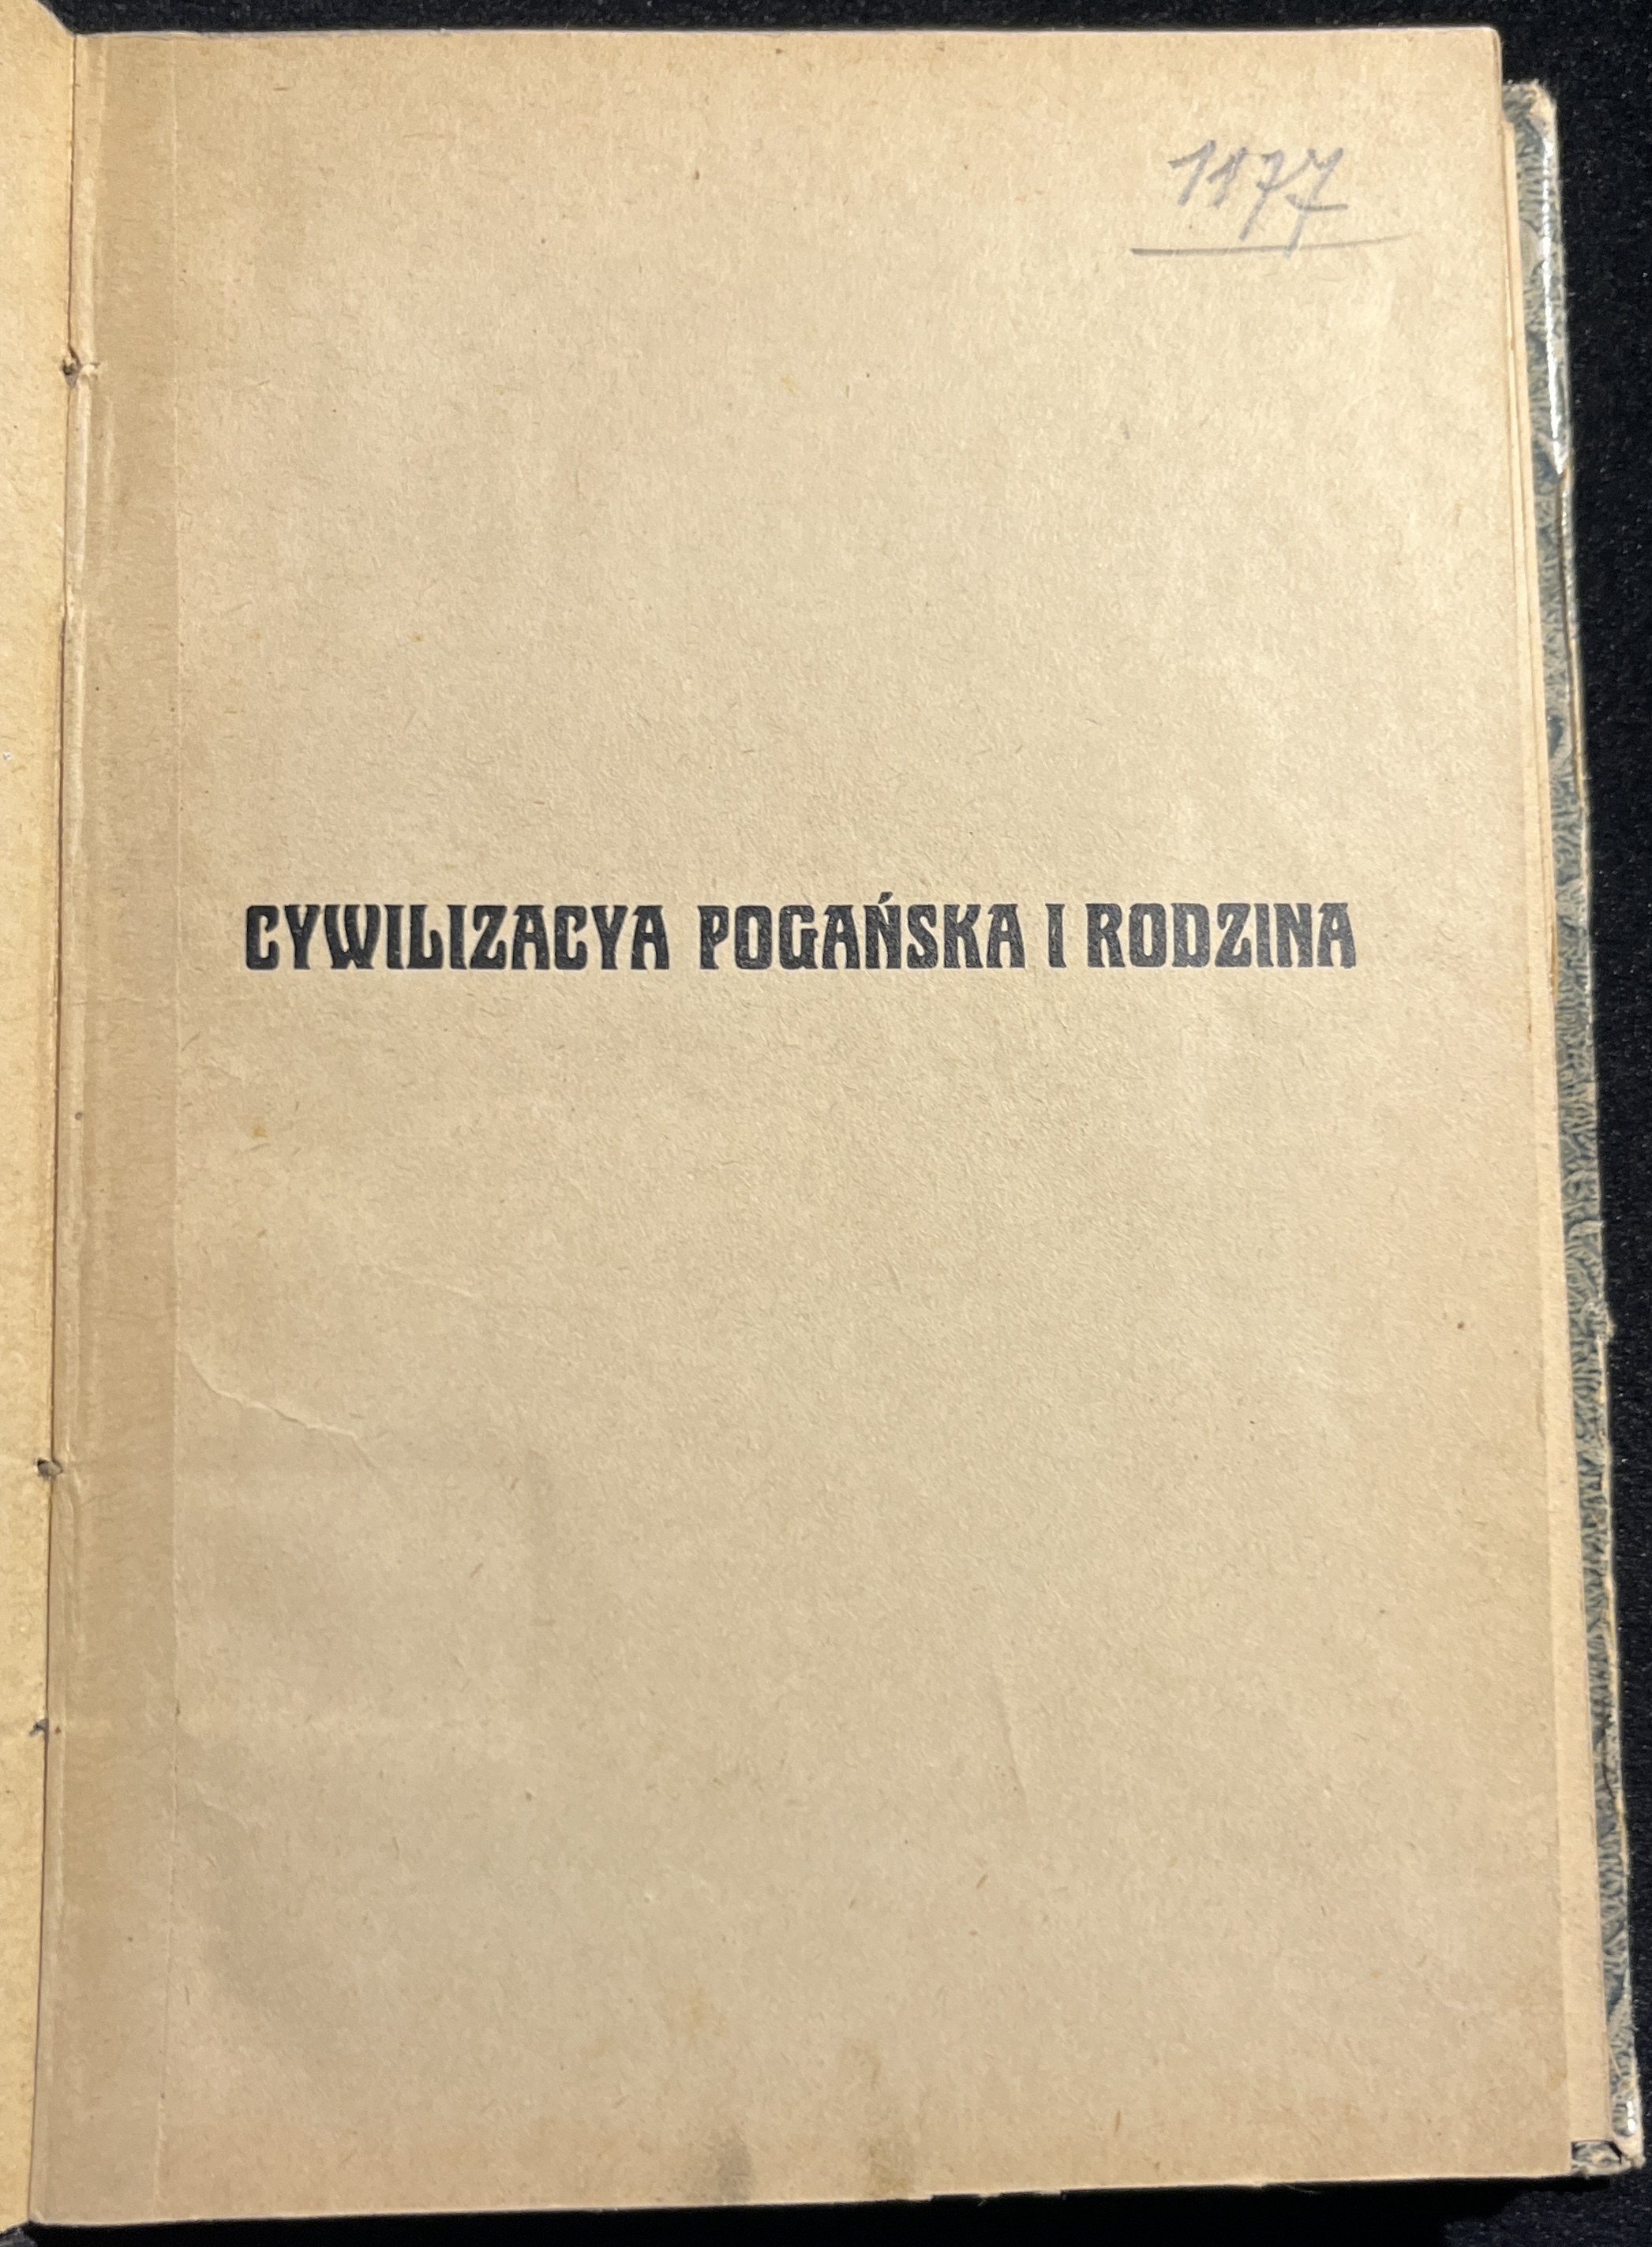 1177
CYWILIZACYA POGAŃSKA I RODZINA